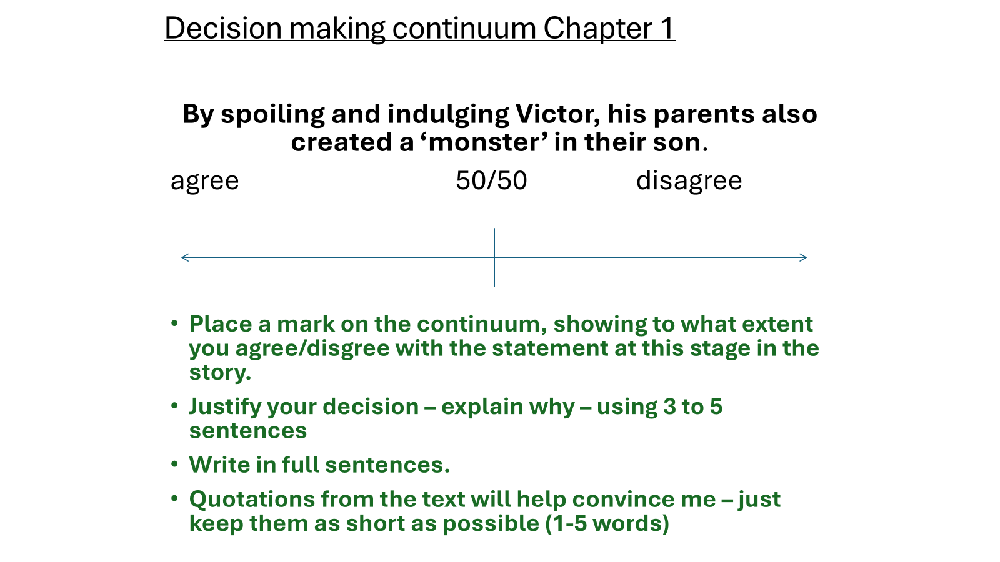 Decision making continuum Chapter 1
By spoiling and indulging Victor, his parents also
created a ‘monster’ in their son.
agree 50/50 disagree
• Place a mark on the continuum, showing to what extent
you agree/disgree with the statement at this stage in the
story.
• Justify your decision – explain why – using 3 to 5
sentences
• Write in full sentences.
• Quotations from the text will help convince me – just
keep them as short as possible (1-5 words)